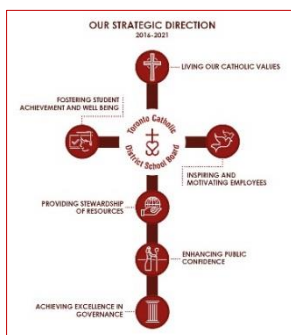 OUR STRATEGIC DIRECTION
2016-2021
LIVING OUR CATHOLIC VALUES
FOSTERING STUDENT
ACHIEVEMENT AND WELL BEING
Toronto Catholic
District School Board
INSPIRING AND
MOTIVATING EMPLOYEES
PROVIDING STEWARDSHIP
OF RESOURCES
ENHANCING PUBLIC
CONFIDENCE
ACHIEVING EXCELLENCE IN
GOVERNANCE